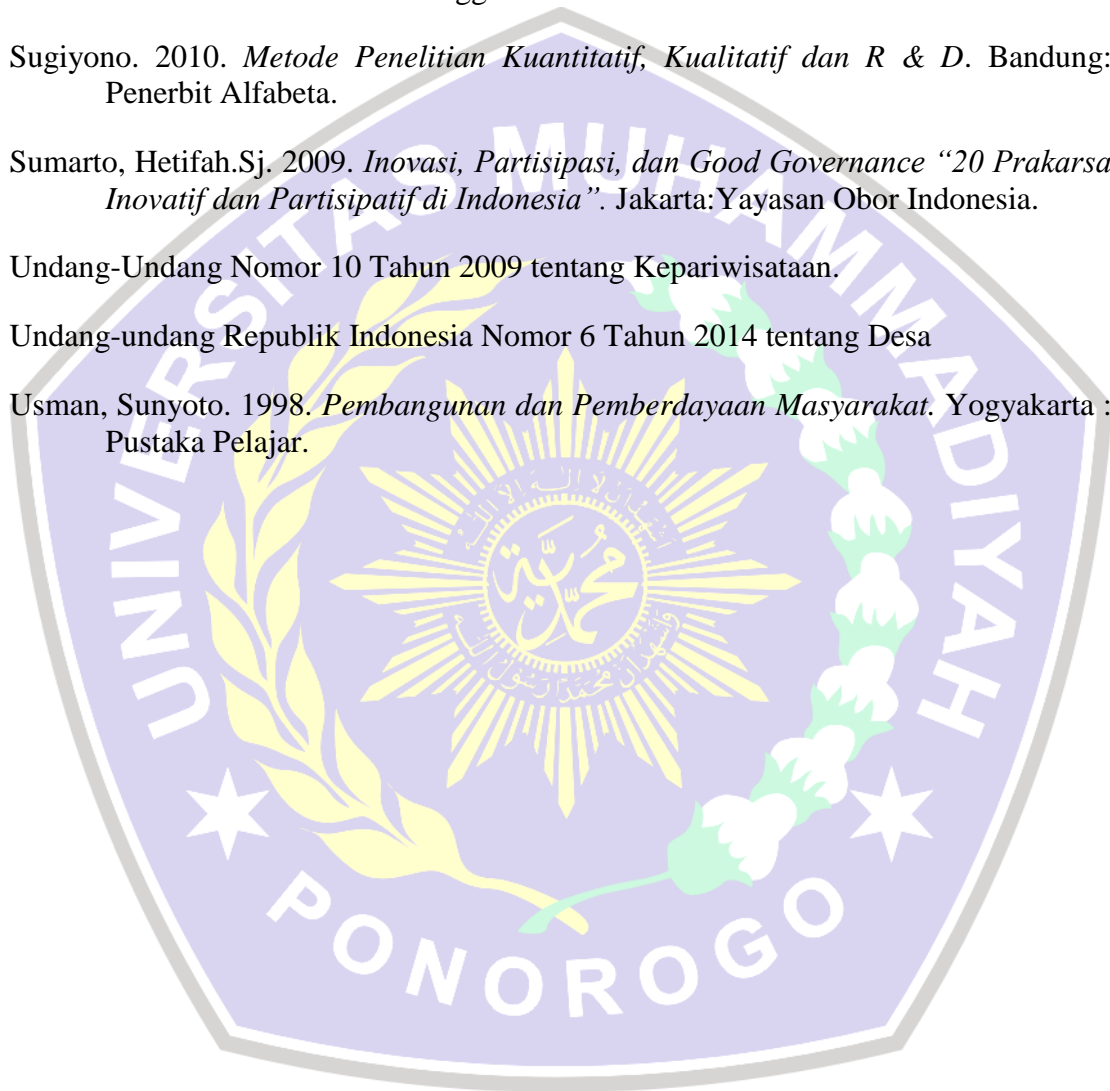 Sugiyono. 2010. Metode Penelitian Kuantitatif, Kualitatif dan R & D. Bandung:
Penerbit Alfabeta.
Sumarto, Hetifah.Sj. 2009. Inovasi, Partisipasi, dan Good Governance “20 Prakarsa
Inovatif dan Partisipatif di Indonesia”. Jakarta:Yayasan Obor Indonesia.
Undang-Undang Nomor 10 Tahun 2009 tentang Kepariwisataan.
Undang-undang Republik Indonesia Nomor 6 Tahun 2014 tentang Desa
Usman, Sunyoto. 1998. Pembangunan dan Pemberdayaan Masyarakat. Yogyakarta :
Pustaka Pelajar.
UNIVERSITAS MUHAMMADIYAH
محمدية
PONOROGO